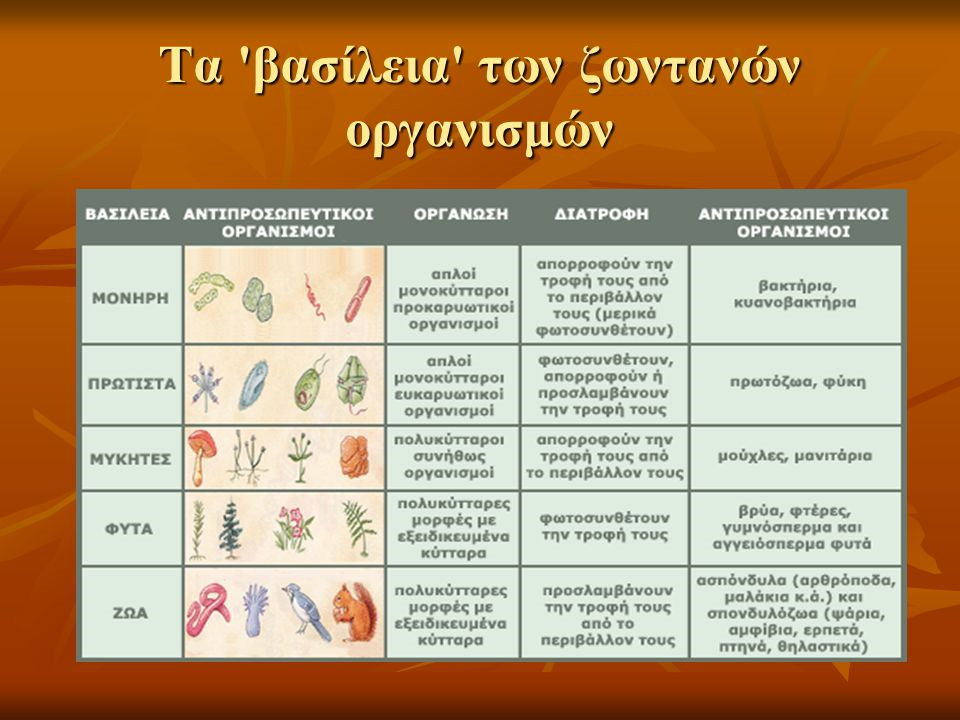 Τα 'βασίλεια' των ζωντανών
οργανισμών
ΒΑΣΙΛΕΙΑ
ΑΝΤΙΠΡΟΣΩΠΕΥΤΙΚΟΙ
ΟΡΓΑΝΙΣΜΟΙ
ΟΡΓΑΝΩΣΗ
ΔΙΑΤΡΟΦΗ
ΑΝΤΙΠΡΟΣΩΠΕΥΤΙΚΟΙ
ΟΡΓΑΝΙΣΜΟΙ
ΜΟΝΗΡΗ
απλοί
μονοκύτταροι
προκαρυωτικοί
οργανισμοί
απορροφούν την
τροφή τους από
το περιβάλλον
τους (μερικά
φωτοσυνθέτουν)
βακτήρια,
κυανοβακτήρια
ΠΡΩΤΙΣΤΑ
απλοί
μονοκύτταροι
ευκαρυωτικοί
οργανισμοί
φωτοσυνθέτουν,
απορροφούν ή
προσλαμβάνουν
την τροφή τους
πρωτόζωα, φύκη
ΜΥΚΗΤΕΣ
πολυκύτταροι
συνήθως
οργανισμοί
απορροφούν την
τροφή τους από
το περιβάλλον τους
μούχλες, μανιτάρια
ΦΥΤΑ
πολυκύτταρες
μορφές με
εξειδικευμένα
κύτταρα
φωτοσυνθέτουν
την τροφή τους
βρύα, φτέρες,
γυμνόσπερμα και
αγγειόσπερμα φυτά
ΖΩΑ
πολυκύτταρες
μορφές με
εξειδικευμένα
κύτταρα
προσλαμβάνουν
την τροφή τους
από το
περιβάλλον τους
ασπόνδυλα (αρθρόποδα,
μαλάκια κ.ά.) και
σπονδυλόζωα (ψάρια,
αμφίβια, ερπετά,
πτηνά, θηλαστικά)